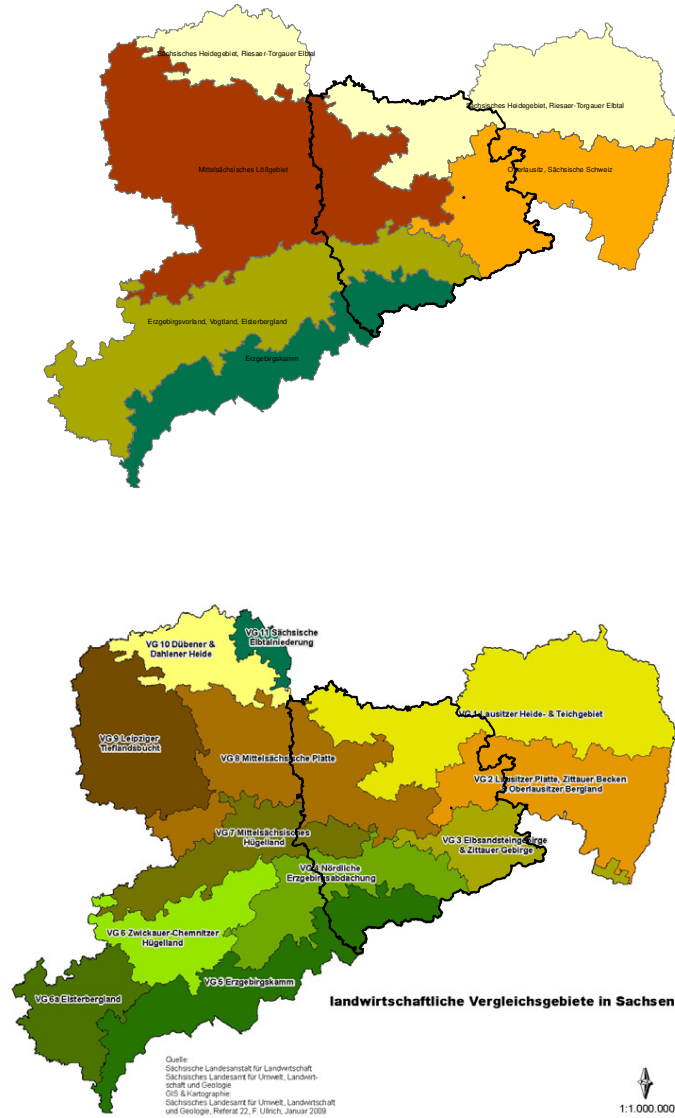 Sächsisches Heidegebiet, Riesaer-Torgauer Elbtal
Sächsisches Heidegebiet, Riesaer-Torgauer Elbtal
Mittelsächsisches Lößgebiet
Oberlausitz, Sächsische Schweiz
Erzgebirgsvorland, Vogtland, Elsterbergland
Erzgebirgskamm
VG 11 Sächsische
Elbtalniederung
VG 10 Dübener &
Dahlener Heide
VG 1 Lausitzer Heide- & Teichgebiet
VG 9 Leipziger
Tieflandsbucht
VG 8 Mittelsächsische Platte
VG 2 Lausitzer Platte, Zittauer Becken
Oberlausitzer Bergland
VG 7 Mittelsächsisches
Hügelland
VG 3 Elbsandsteingebirge
& Zittauer Gebirge
VG 4 Nördliche
Erzgebirgsabdachung
VG 6 Zwickauer-Chemnitzer
Hügelland
VG 5 Erzgebirgskamm
VG 6a Elsterbergland
landwirtschaftliche Vergleichsgebiete in Sachsen
Quelle:
Sächsische Landesanstalt für Landwirtschaft
Sächsisches Landesamt für Umwelt, Landwirt-
schaft und Geologie
GIS & Kartographie:
Sächsisches Landesamt für Umwelt, Landwirtschaft
und Geologie, Referat 22, F. Ullrich, Januar 2009
1:1.000.000